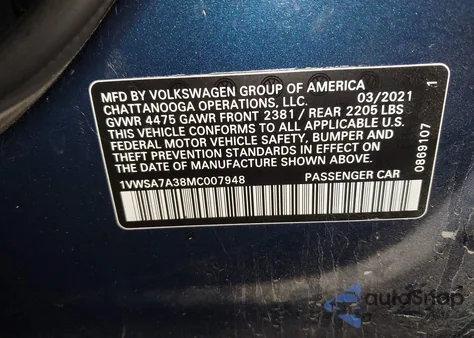 MFD. BY VOLKSWAGEN GROUP OF AMERICA
CHATTANOOGA OPERATIONS, LLC. 03/2021
GVWR 4475 GAWR FRONT 2381 / REAR 2205 LBS
THIS VEHICLE CONFORMS TO ALL APPLICABLE U.S.
FEDERAL MOTOR VEHICLE SAFETY, BUMPER AND
THEFT PREVENTION STANDARDS IN EFFECT ON
THE DATE OF MANUFACTURE SHOWN ABOVE.
1VWSA7A38MC007948 PASSENGER CAR
0869107 1
autoSnap